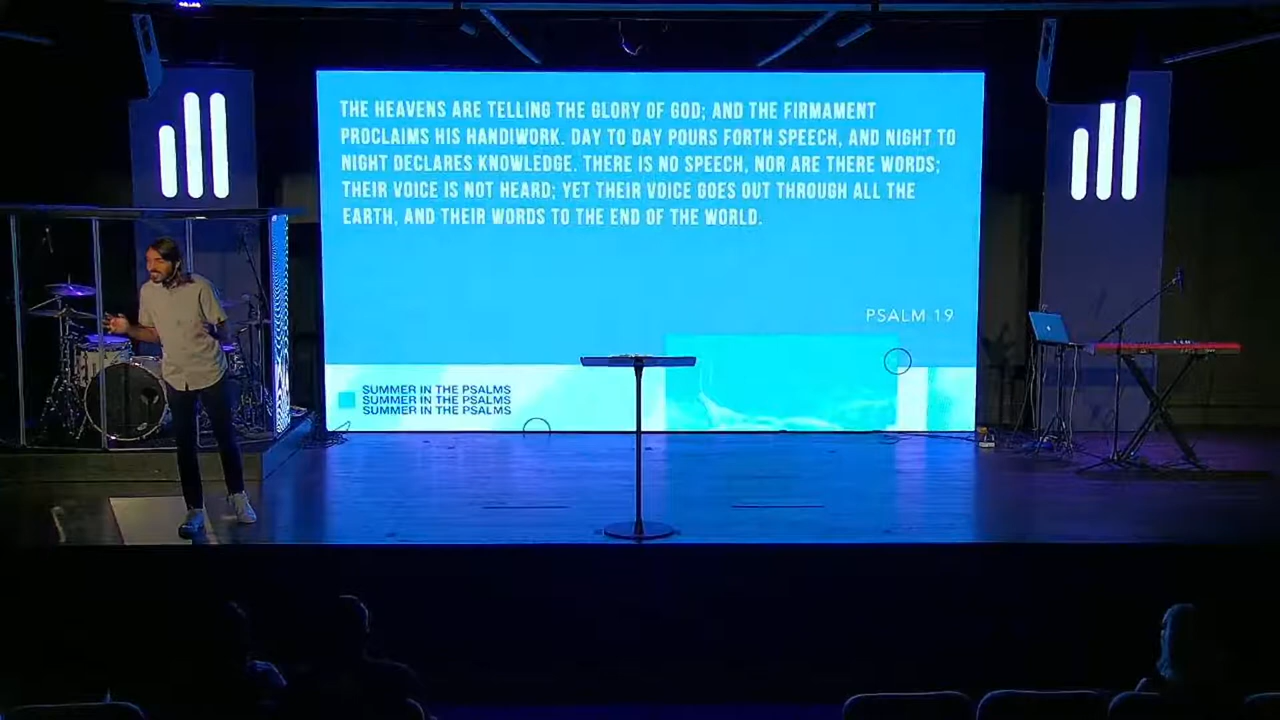 THE HEAVENS ARE TELLING THE GLORY OF GOD; AND THE FIRMAMENT
PROCLAIMS HIS HANDIWORK. DAY TO DAY POURS FORTH SPEECH, AND NIGHT TO
NIGHT DECLARES KNOWLEDGE. THERE IS NO SPEECH, NOR ARE THERE WORDS;
THEIR VOICE IS NOT HEARD; YET THEIR VOICE GOES OUT THROUGH ALL THE
EARTH, AND THEIR WORDS TO THE END OF THE WORLD.
PSALM 19
SUMMER IN THE PSALMS
SUMMER IN THE PSALMS
SUMMER IN THE PSALMS